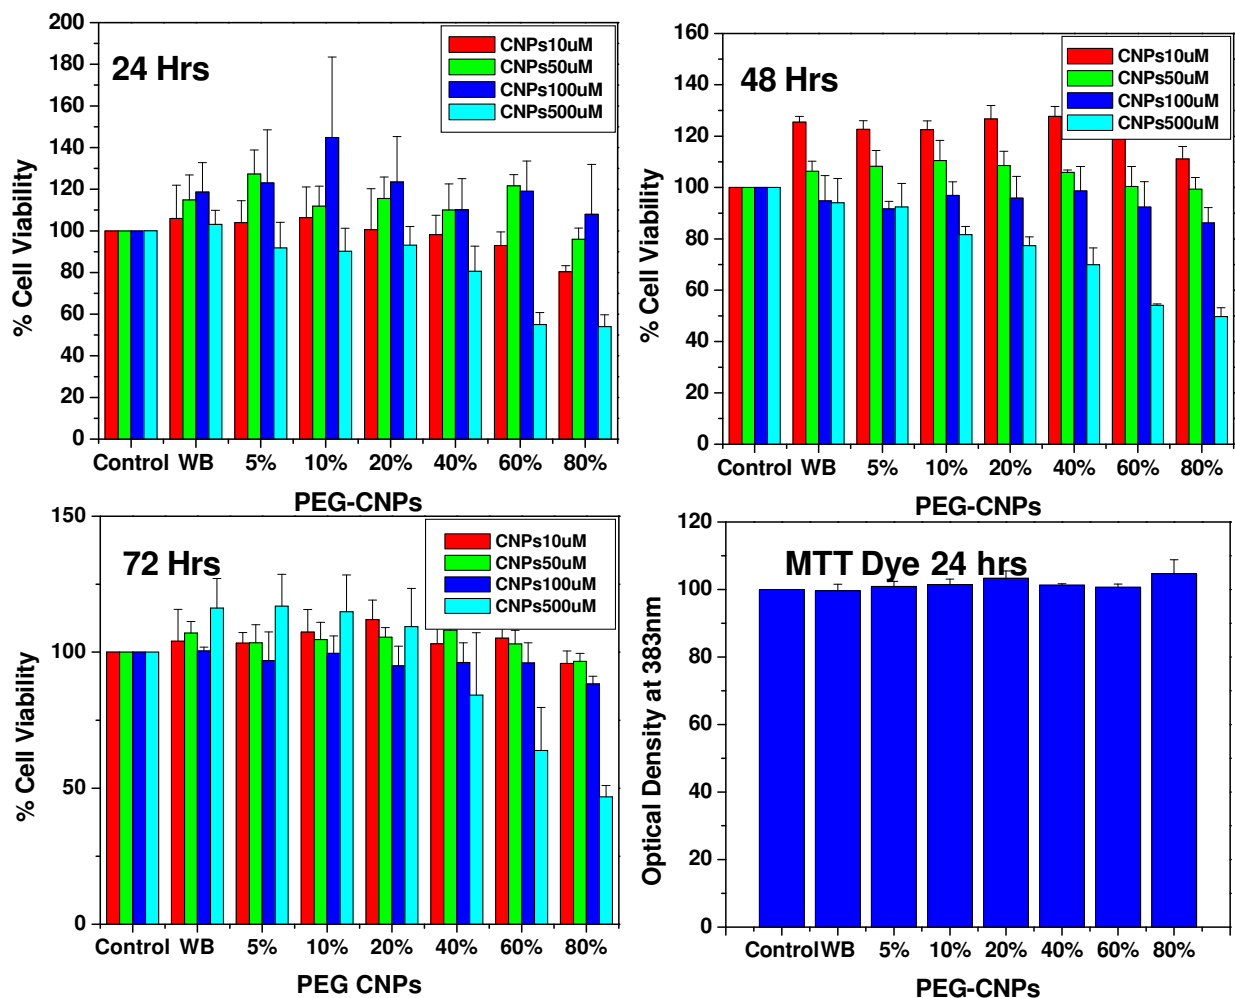 200
180
160
140
120
100
80
60
40
20
0
% Cell Viability
24 Hrs
CNPs10uM
CNPs50uM
CNPs100uM
CNPs500uM
Control WB 5% 10% 20% 40% 60% 80%
PEG-CNPs
160
140
120
100
80
60
40
20
0
% Cell Viability
48 Hrs
CNPs10uM
CNPs50uM
CNPs100uM
CNPs500uM
Control WB 5% 10% 20% 40% 60% 80%
PEG-CNPs
150
100
50
0
% Cell Viability
72 Hrs
CNPs10uM
CNPs50uM
CNPs100uM
CNPs500uM
Control WB 5% 10% 20% 40% 60% 80%
PEG CNPs
120
100
80
60
40
20
0
Optical Density at 383nm
MTT Dye 24 hrs
Control WB 5% 10% 20% 40% 60% 80%
PEG-CNPs